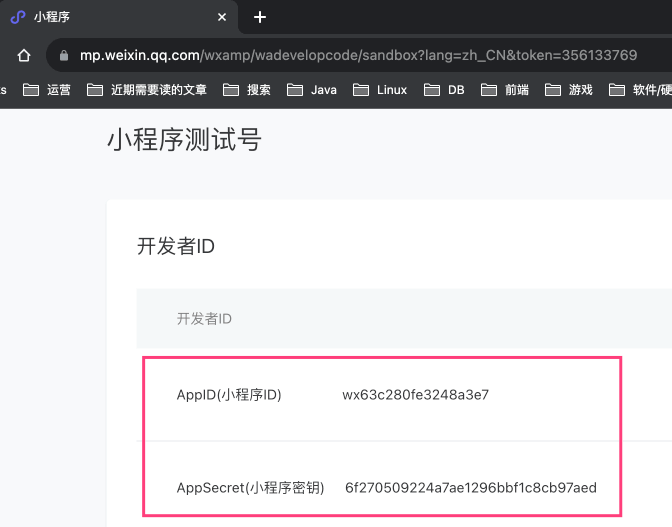 小程序
mp.weixin.qq.com/wxamp/wadevelopcode/sandbox?lang=zh_CN&token=356133769
运营 近期需要读的文章 搜索 Java Linux DB 前端 游戏 软件/硬
小程序测试号
开发者ID
开发者ID
AppID(小程序ID) wx63c280fe3248a3e7
AppSecret(小程序密钥) 6f270509224a7ae1296bbf1c8cb97aed